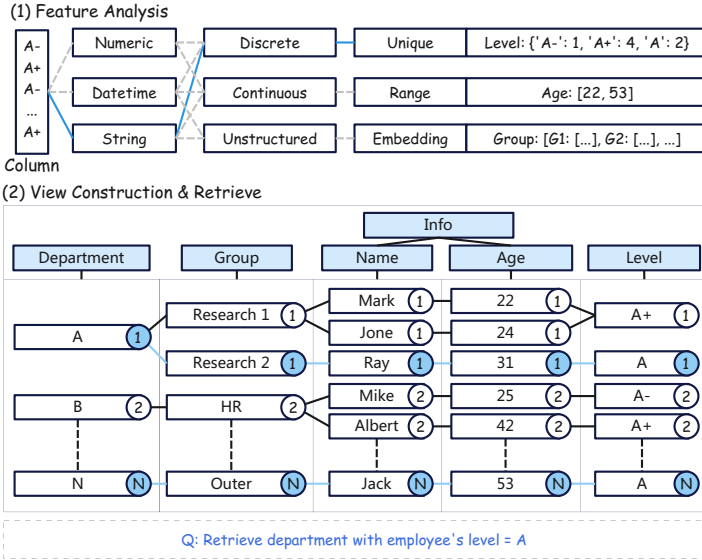 (1) Feature Analysis
A-
A+
A-
...
A+
Column
Numeric Discrete Unique Level: {'A-': 1, 'A+': 4, 'A': 2}
Datetime Continuous Range Age: [22, 53]
String Unstructured Embedding Group: [G1: [...], G2: [...], ...]
(2) View Construction & Retrieve
Info
Department Group Name Age Level
Mark 1 22 1
Research 1 1 A+ 1
A 1 Jone 1 24 1
Research 2 1 Ray 1 31 1 A 1
Mike 2 25 2 A- 2
B 2 HR 2
Albert 2 42 2 A+ 2
N N Outer N Jack N 53 N A N
Q: Retrieve department with employee's level = A